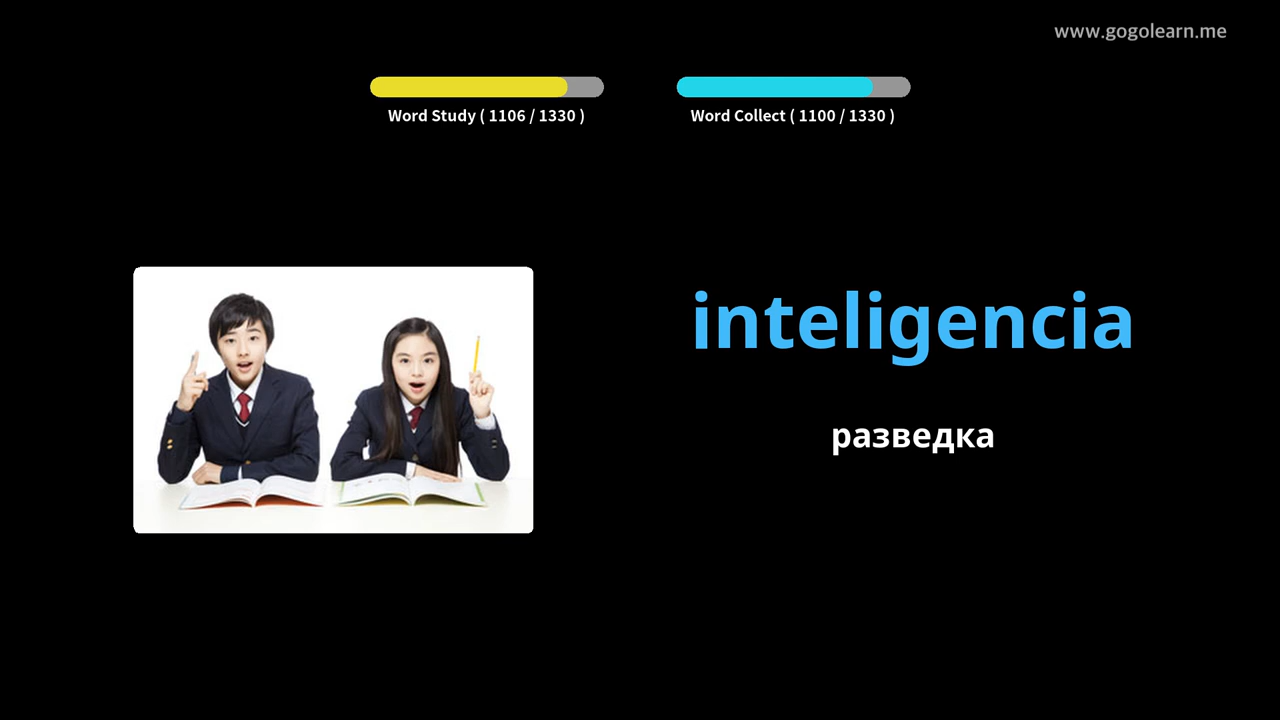 www.gogolearn.me
Word Study ( 1106 / 1330 )
Word Collect ( 1100 / 1330 )
inteligencia
разведка